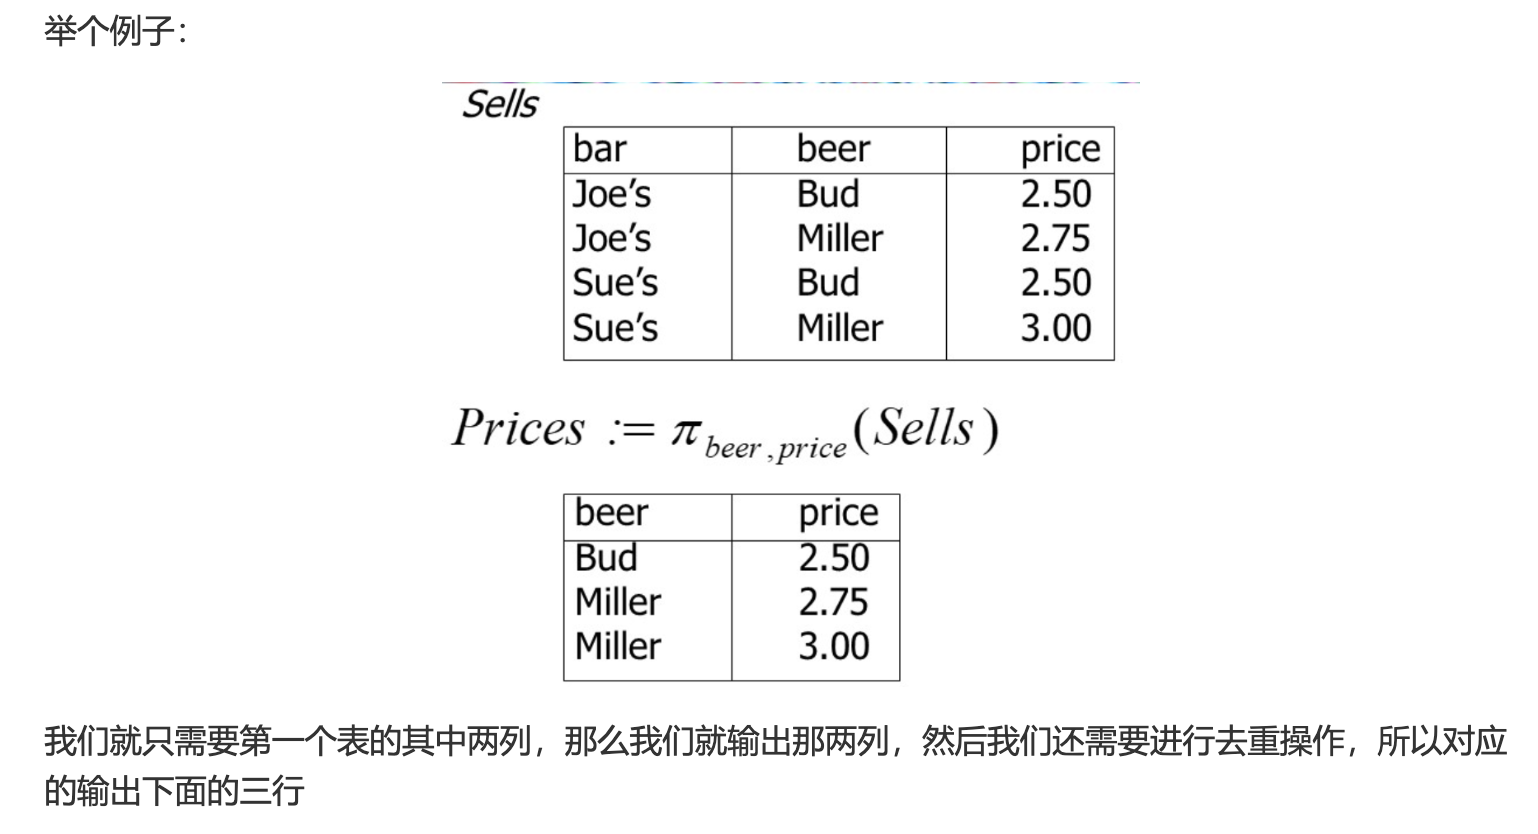 举个例子：
Sells
bar beer price
Joe’s Bud 2.50
Joe’s Miller 2.75
Sue’s Bud 2.50
Sue’s Miller 3.00
Prices := π beer,price (Sells)
beer price
Bud 2.50
Miller 2.75
Miller 3.00
我们就只需要第一个表的其中两列，那么我们就输出那两列，然后我们还需要进行去重操作，所以对应
的输出下面的三行